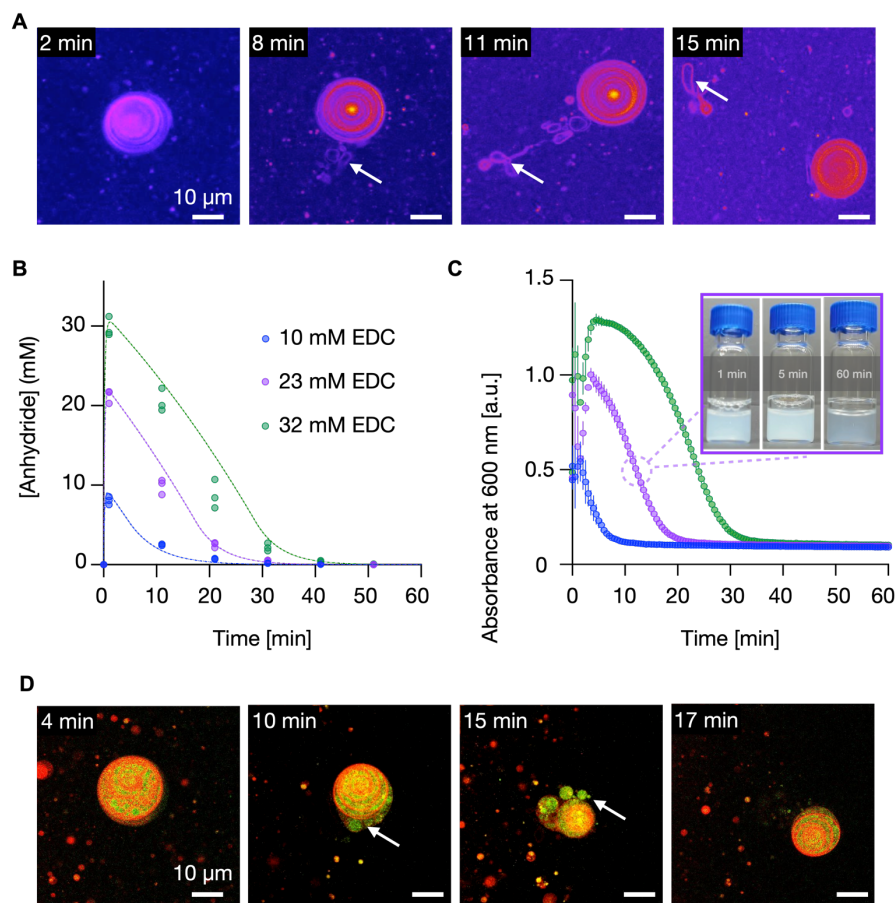 A
2 min
8 min
11 min
15 min
10 µm
B
[Anhydride] (mM)
30
20
10
0
0 10 20 30 40 50 60
Time [min]
10 mM EDC
23 mM EDC
32 mM EDC
C
Absorbance at 600 nm [a.u.]
1.5
1.0
0.5
0
0 10 20 30 40 50 60
Time [min]
1 min
5 min
60 min
D
4 min
10 min
15 min
17 min
10 µm